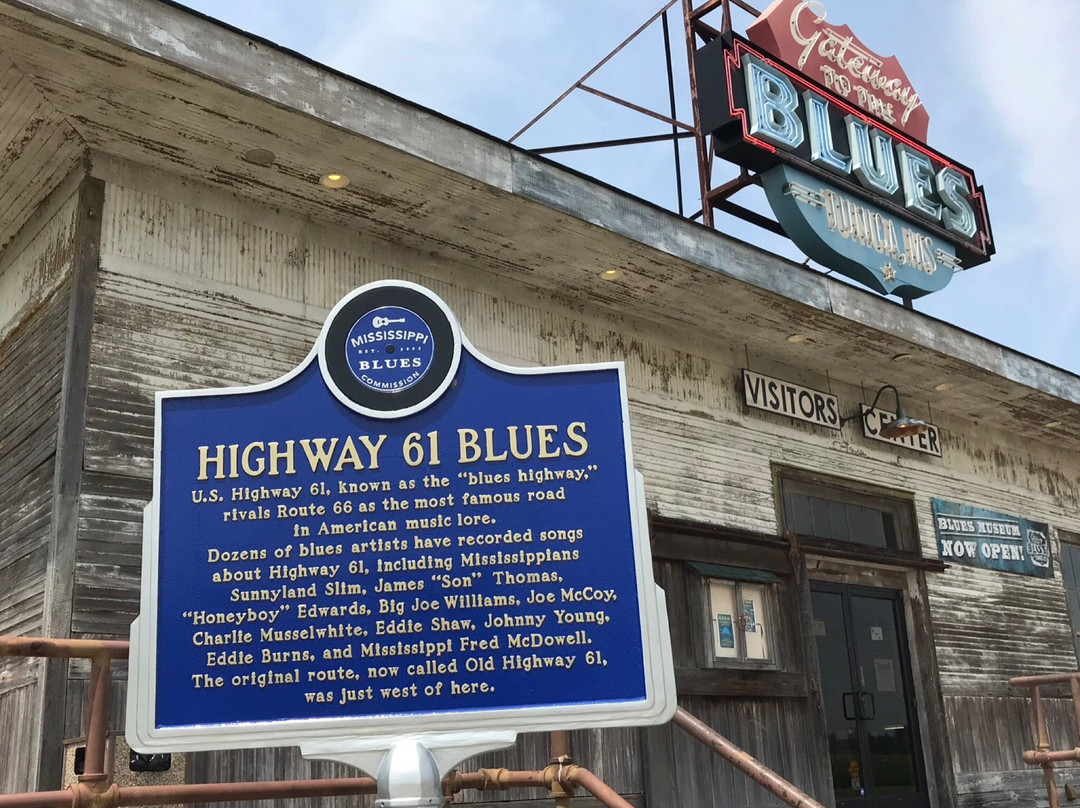 Gateway
TO THE
BLUES
TUNICA, MS
VISITORS
CENTER
BLUES MUSEUM
NOW OPEN!
MISSISSIPPI
EST. 2003
BLUES
COMMISSION
HIGHWAY 61 BLUES
U.S. Highway 61, known as the “blues highway,”
rivals Route 66 as the most famous road
in American music lore.
Dozens of blues artists have recorded songs
about Highway 61, including Mississippians
Sunnyland Slim, James “Son” Thomas,
“Honeyboy” Edwards, Big Joe Williams, Joe McCoy,
Charlie Musselwhite, Eddie Shaw, Johnny Young,
Eddie Burns, and Mississippi Fred McDowell.
The original route, now called Old Highway 61,
was just west of here.